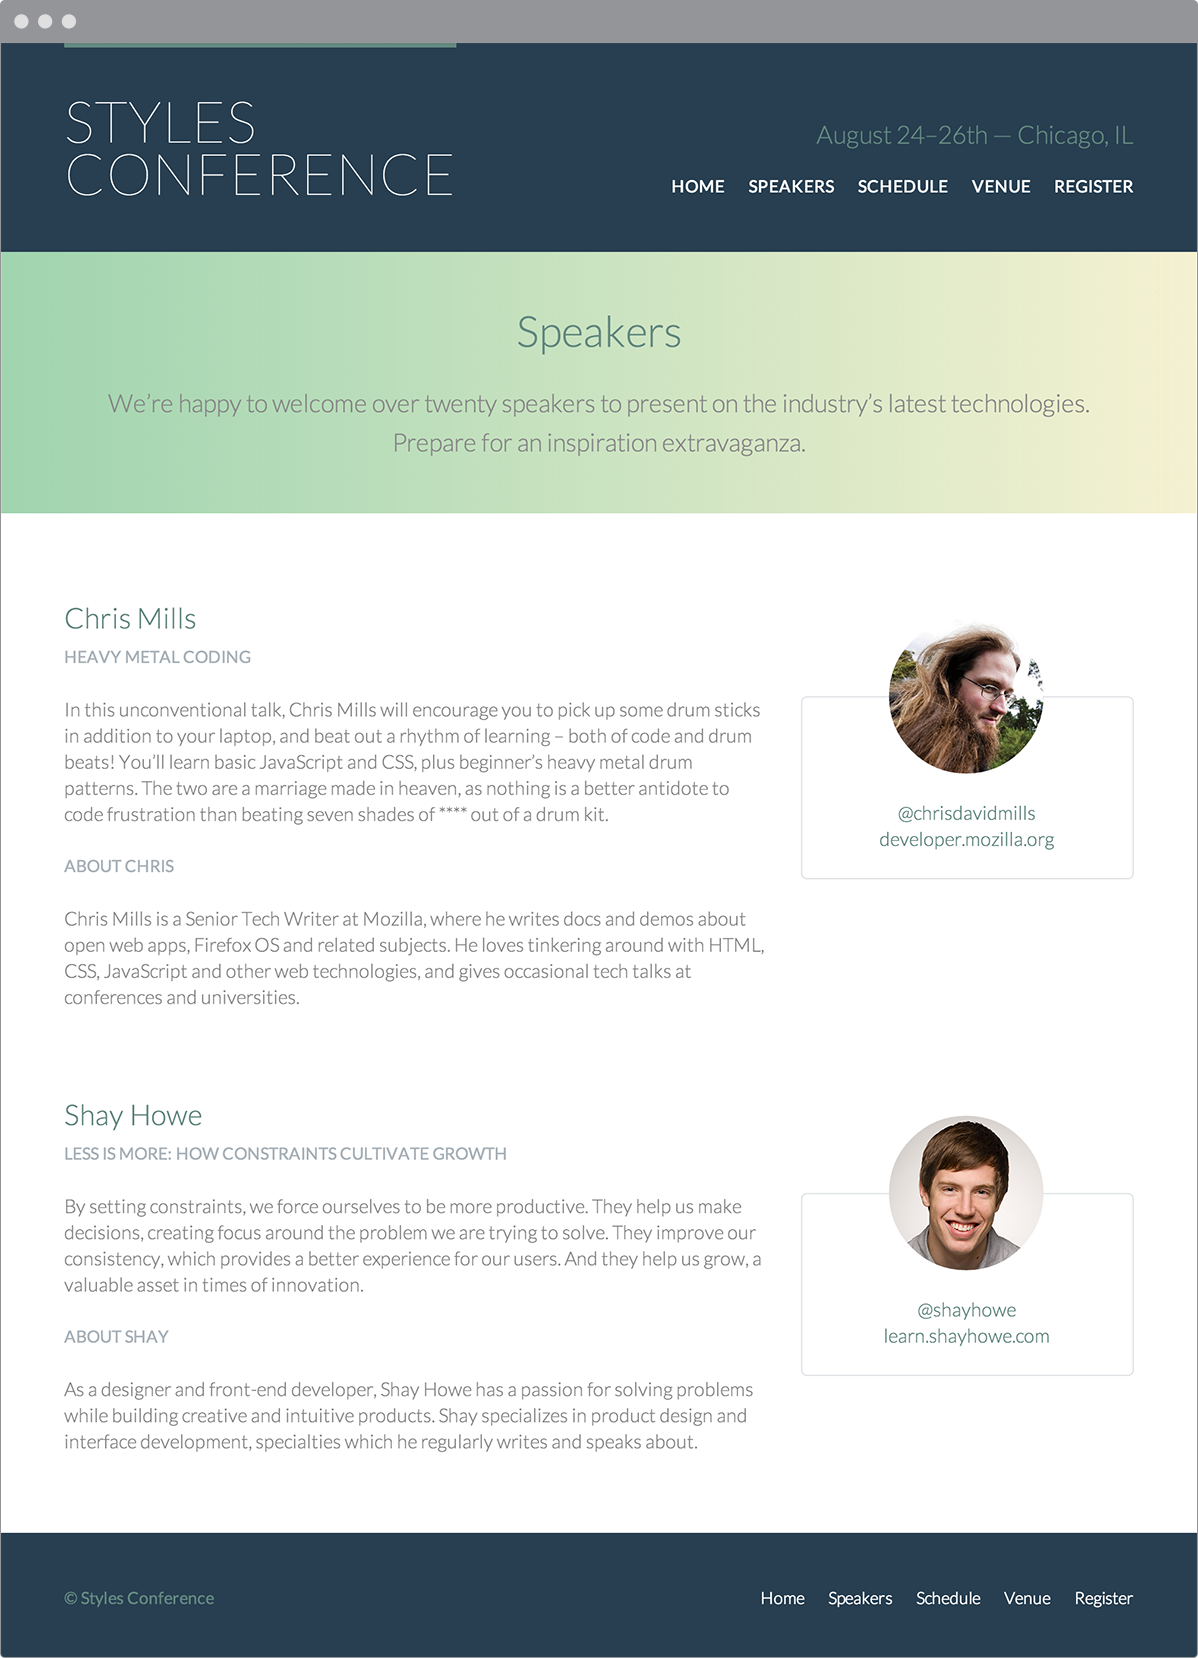 STYLES
CONFERENCE
August 24–26th — Chicago, IL
HOME SPEAKERS SCHEDULE VENUE REGISTER
Speakers
We’re happy to welcome over twenty speakers to present on the industry’s latest technologies.
Prepare for an inspiration extravaganza.
Chris Mills
HEAVY METAL CODING
In this unconventional talk, Chris Mills will encourage you to pick up some drum sticks
in addition to your laptop, and beat out a rhythm of learning – both of code and drum
beats! You’ll learn basic JavaScript and CSS, plus beginner’s heavy metal drum
patterns. The two are a marriage made in heaven, as nothing is a better antidote to
code frustration than beating seven shades of **** out of a drum kit.
ABOUT CHRIS
Chris Mills is a Senior Tech Writer at Mozilla, where he writes docs and demos about
open web apps, Firefox OS and related subjects. He loves tinkering around with HTML,
CSS, JavaScript and other web technologies, and gives occasional tech talks at
conferences and universities.
@chrisdavidmills
developer.mozilla.org
Shay Howe
LESS IS MORE: HOW CONSTRAINTS CULTIVATE GROWTH
By setting constraints, we force ourselves to be more productive. They help us make
decisions, creating focus around the problem we are trying to solve. They improve our
consistency, which provides a better experience for our users. And they help us grow, a
valuable asset in times of innovation.
ABOUT SHAY
As a designer and front-end developer, Shay Howe has a passion for solving problems
while building creative and intuitive products. Shay specializes in product design and
interface development, specialties which he regularly writes and speaks about.
@shayhowe
learn.shayhowe.com
© Styles Conference
Home Speakers Schedule Venue Register